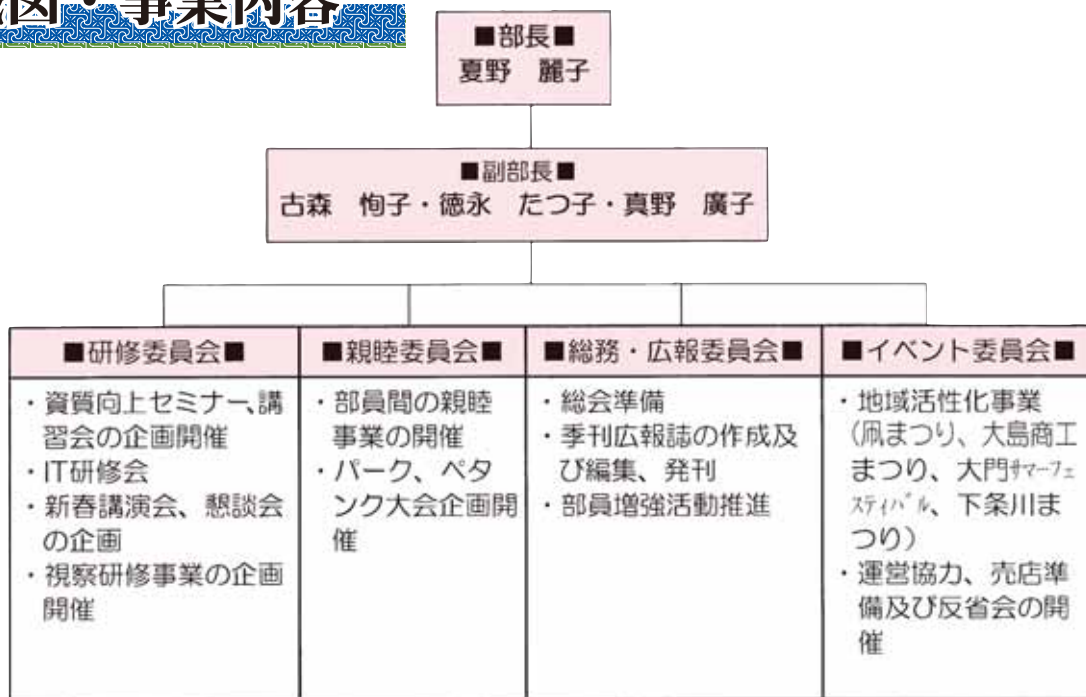 図・事業内容
■部長■
夏野 麗子
■副部長■
古森 恂子・徳永 たつ子・真野 廣子
■研修委員会■
・資質向上セミナー、講
習会の企画開催
・IT研修会
・新春講演会、懇談会
の企画
・視察研修事業の企画
開催
■親睦委員会■
・部員間の親睦
事業の開催
・パーク、ペタ
ンク大会企画開
催
■総務・広報委員会■
・総会準備
・季刊広報誌の作成及
び編集、発刊
・部員増強活動推進
■イベント委員会■
・地域活性化事業
(凧まつり、大島商工
まつり、大門ｻﾏｰﾌｪ
ｽﾃｨﾊﾞﾙ、下条川ま
つり)
・運営協力、売店準
備及び反省会の開
催